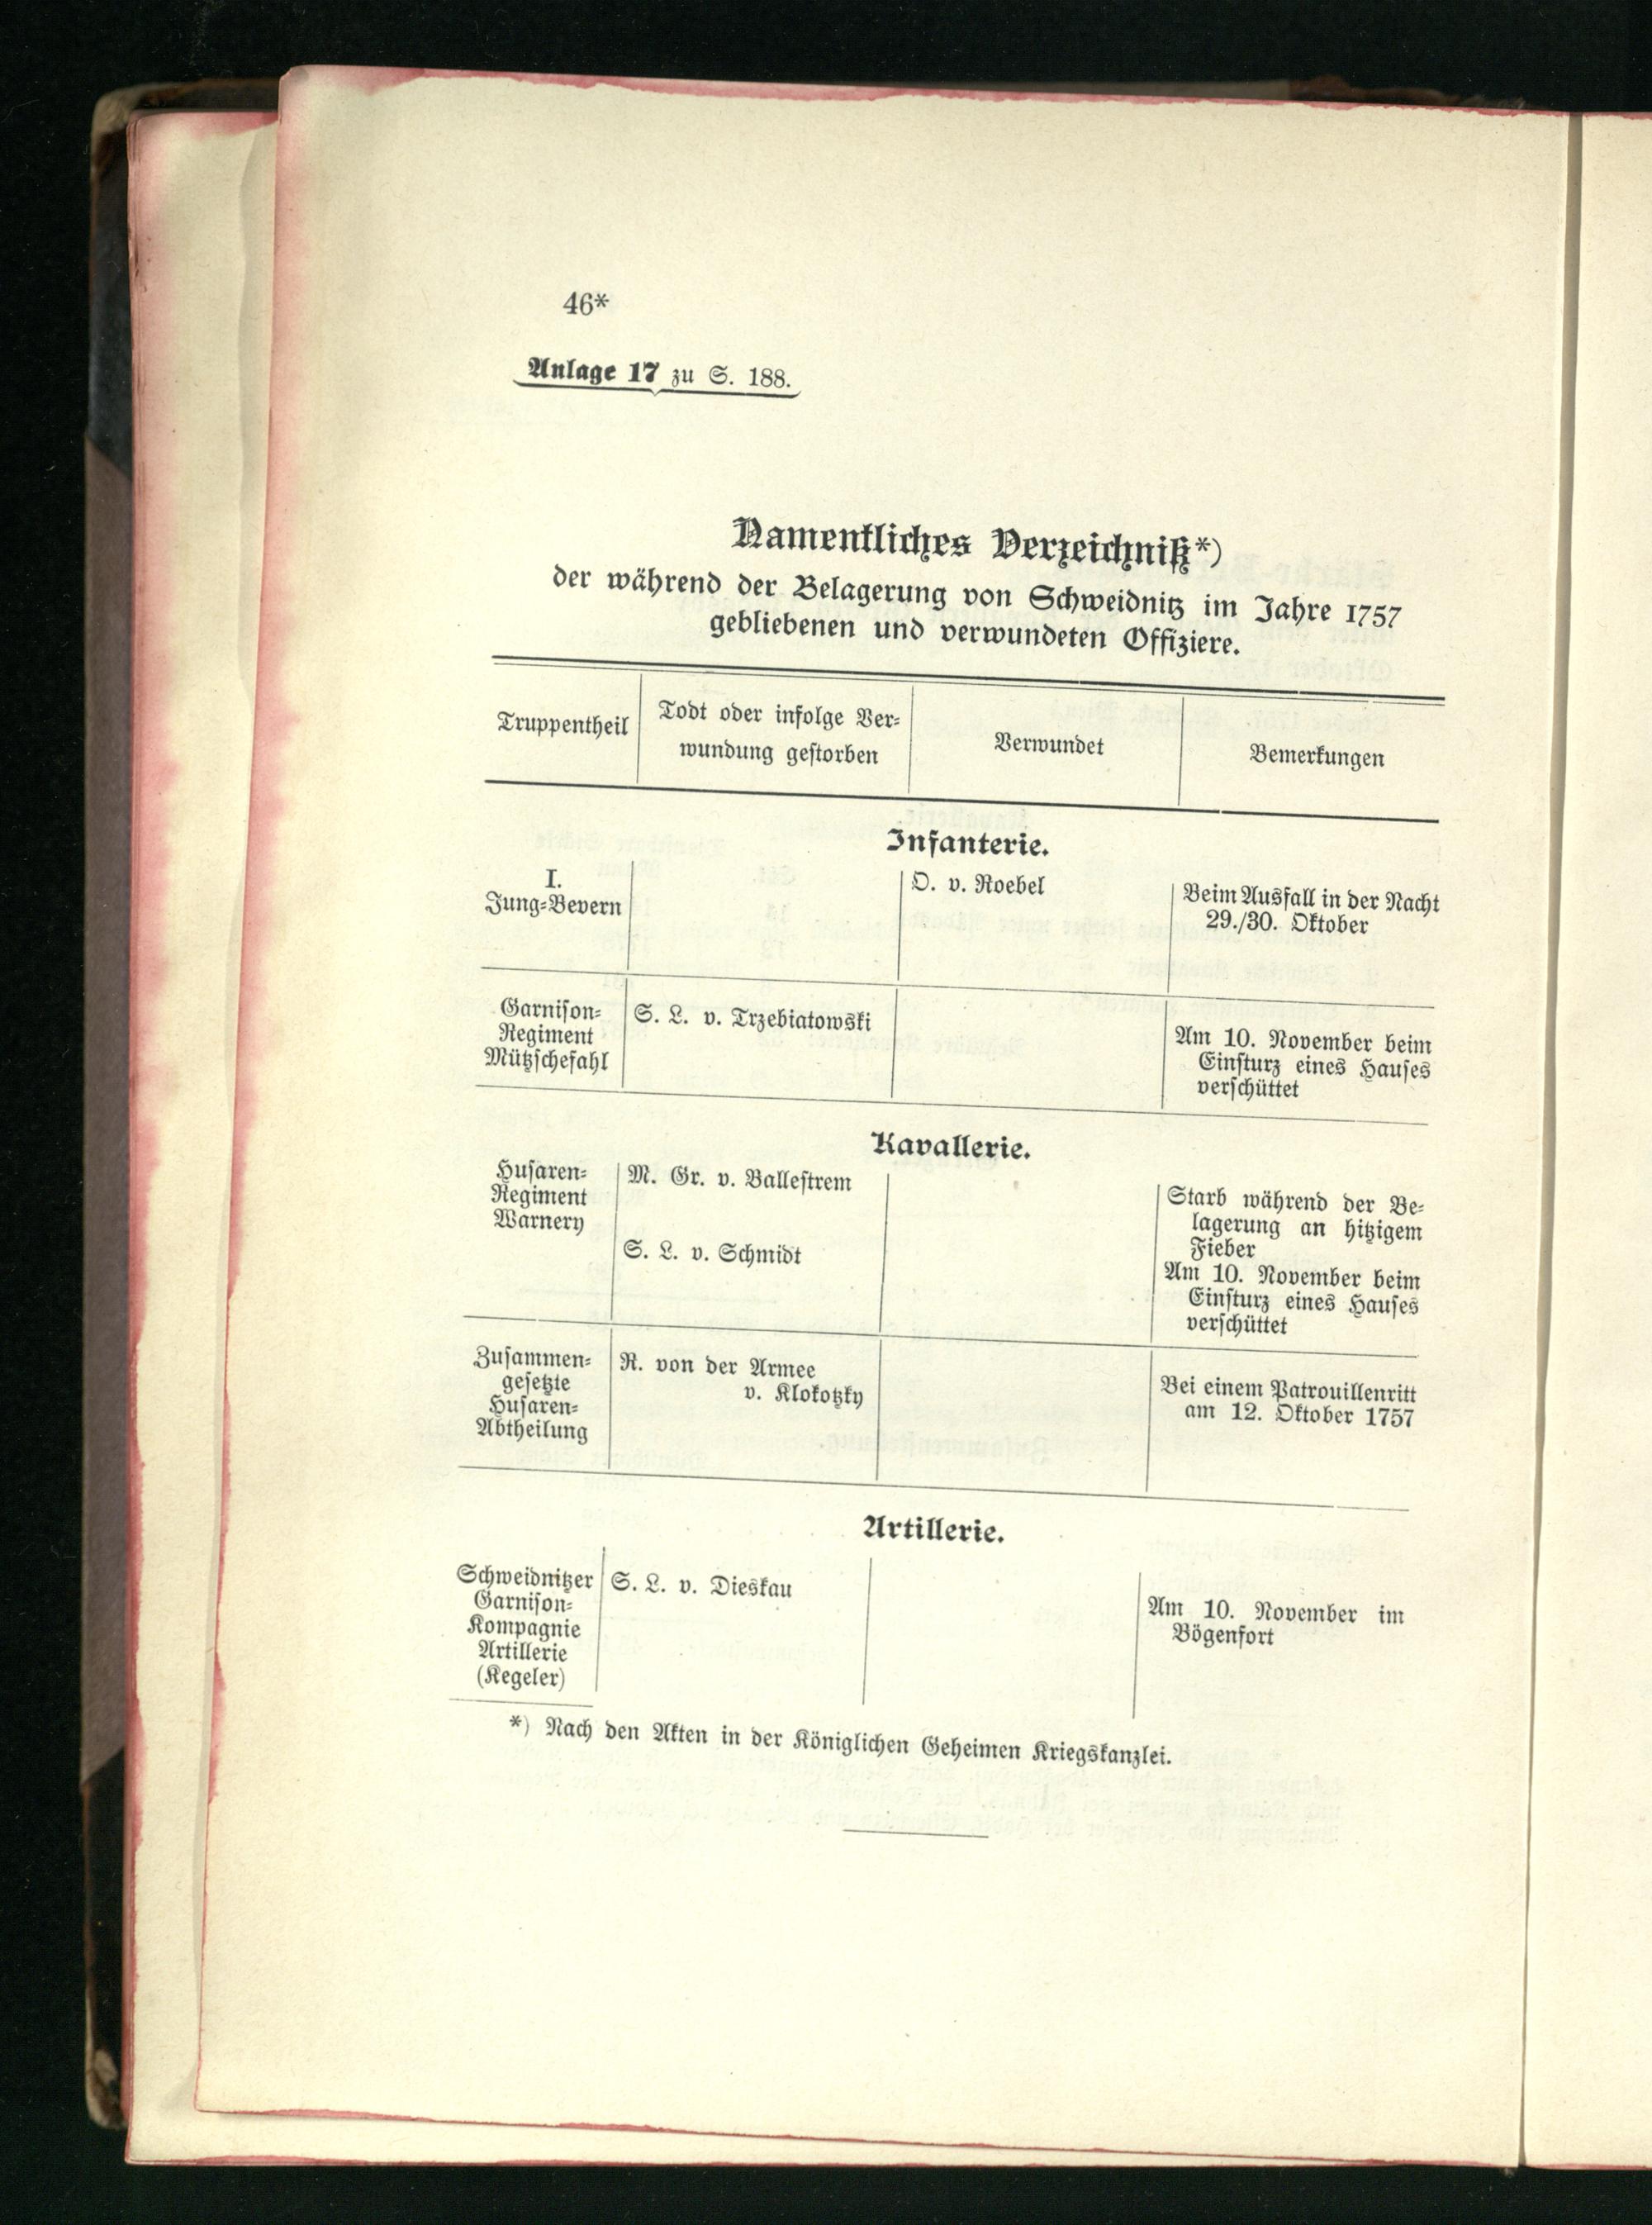 46*
Anlage 17 zu S. 188.
Namentliches Verzeichniß*)
der während der Belagerung von Schweidnitz im Jahre 1757
gebliebenen und verwundeten Offiziere.
Truppentheil
Todt oder infolge Ver-
wundung gestorben
Verwundet
Bemerkungen
Infanterie.
I.
Jung-Bevern
O. v. Roebel
Beim Ausfall in der Nacht
29./30. Oktober
Garnison-
Regiment
Mützschefahl
S. L. v. Trzebiatowski
Am 10. November beim
Einsturz eines Hauses
verschüttet
Kavallerie.
Husaren-
Regiment
Warnery
M. Gr. v. Ballestrem
Starb während der Be-
lagerung an hitzigem
Fieber
S. L. v. Schmidt
Am 10. November beim
Einsturz eines Hauses
verschüttet
Zusammen-
gesetzte
Husaren-
Abtheilung
R. von der Armee
v. Klokotzky
Bei einem Patrouillenritt
am 12. Oktober 1757
Artillerie.
Schweidnitzer
Garnison-
Kompagnie
Artillerie
(Kegeler)
S. L. v. Dieskau
Am 10. November im
Bögenfort
*) Nach den Akten in der Königlichen Geheimen Kriegskanzlei.